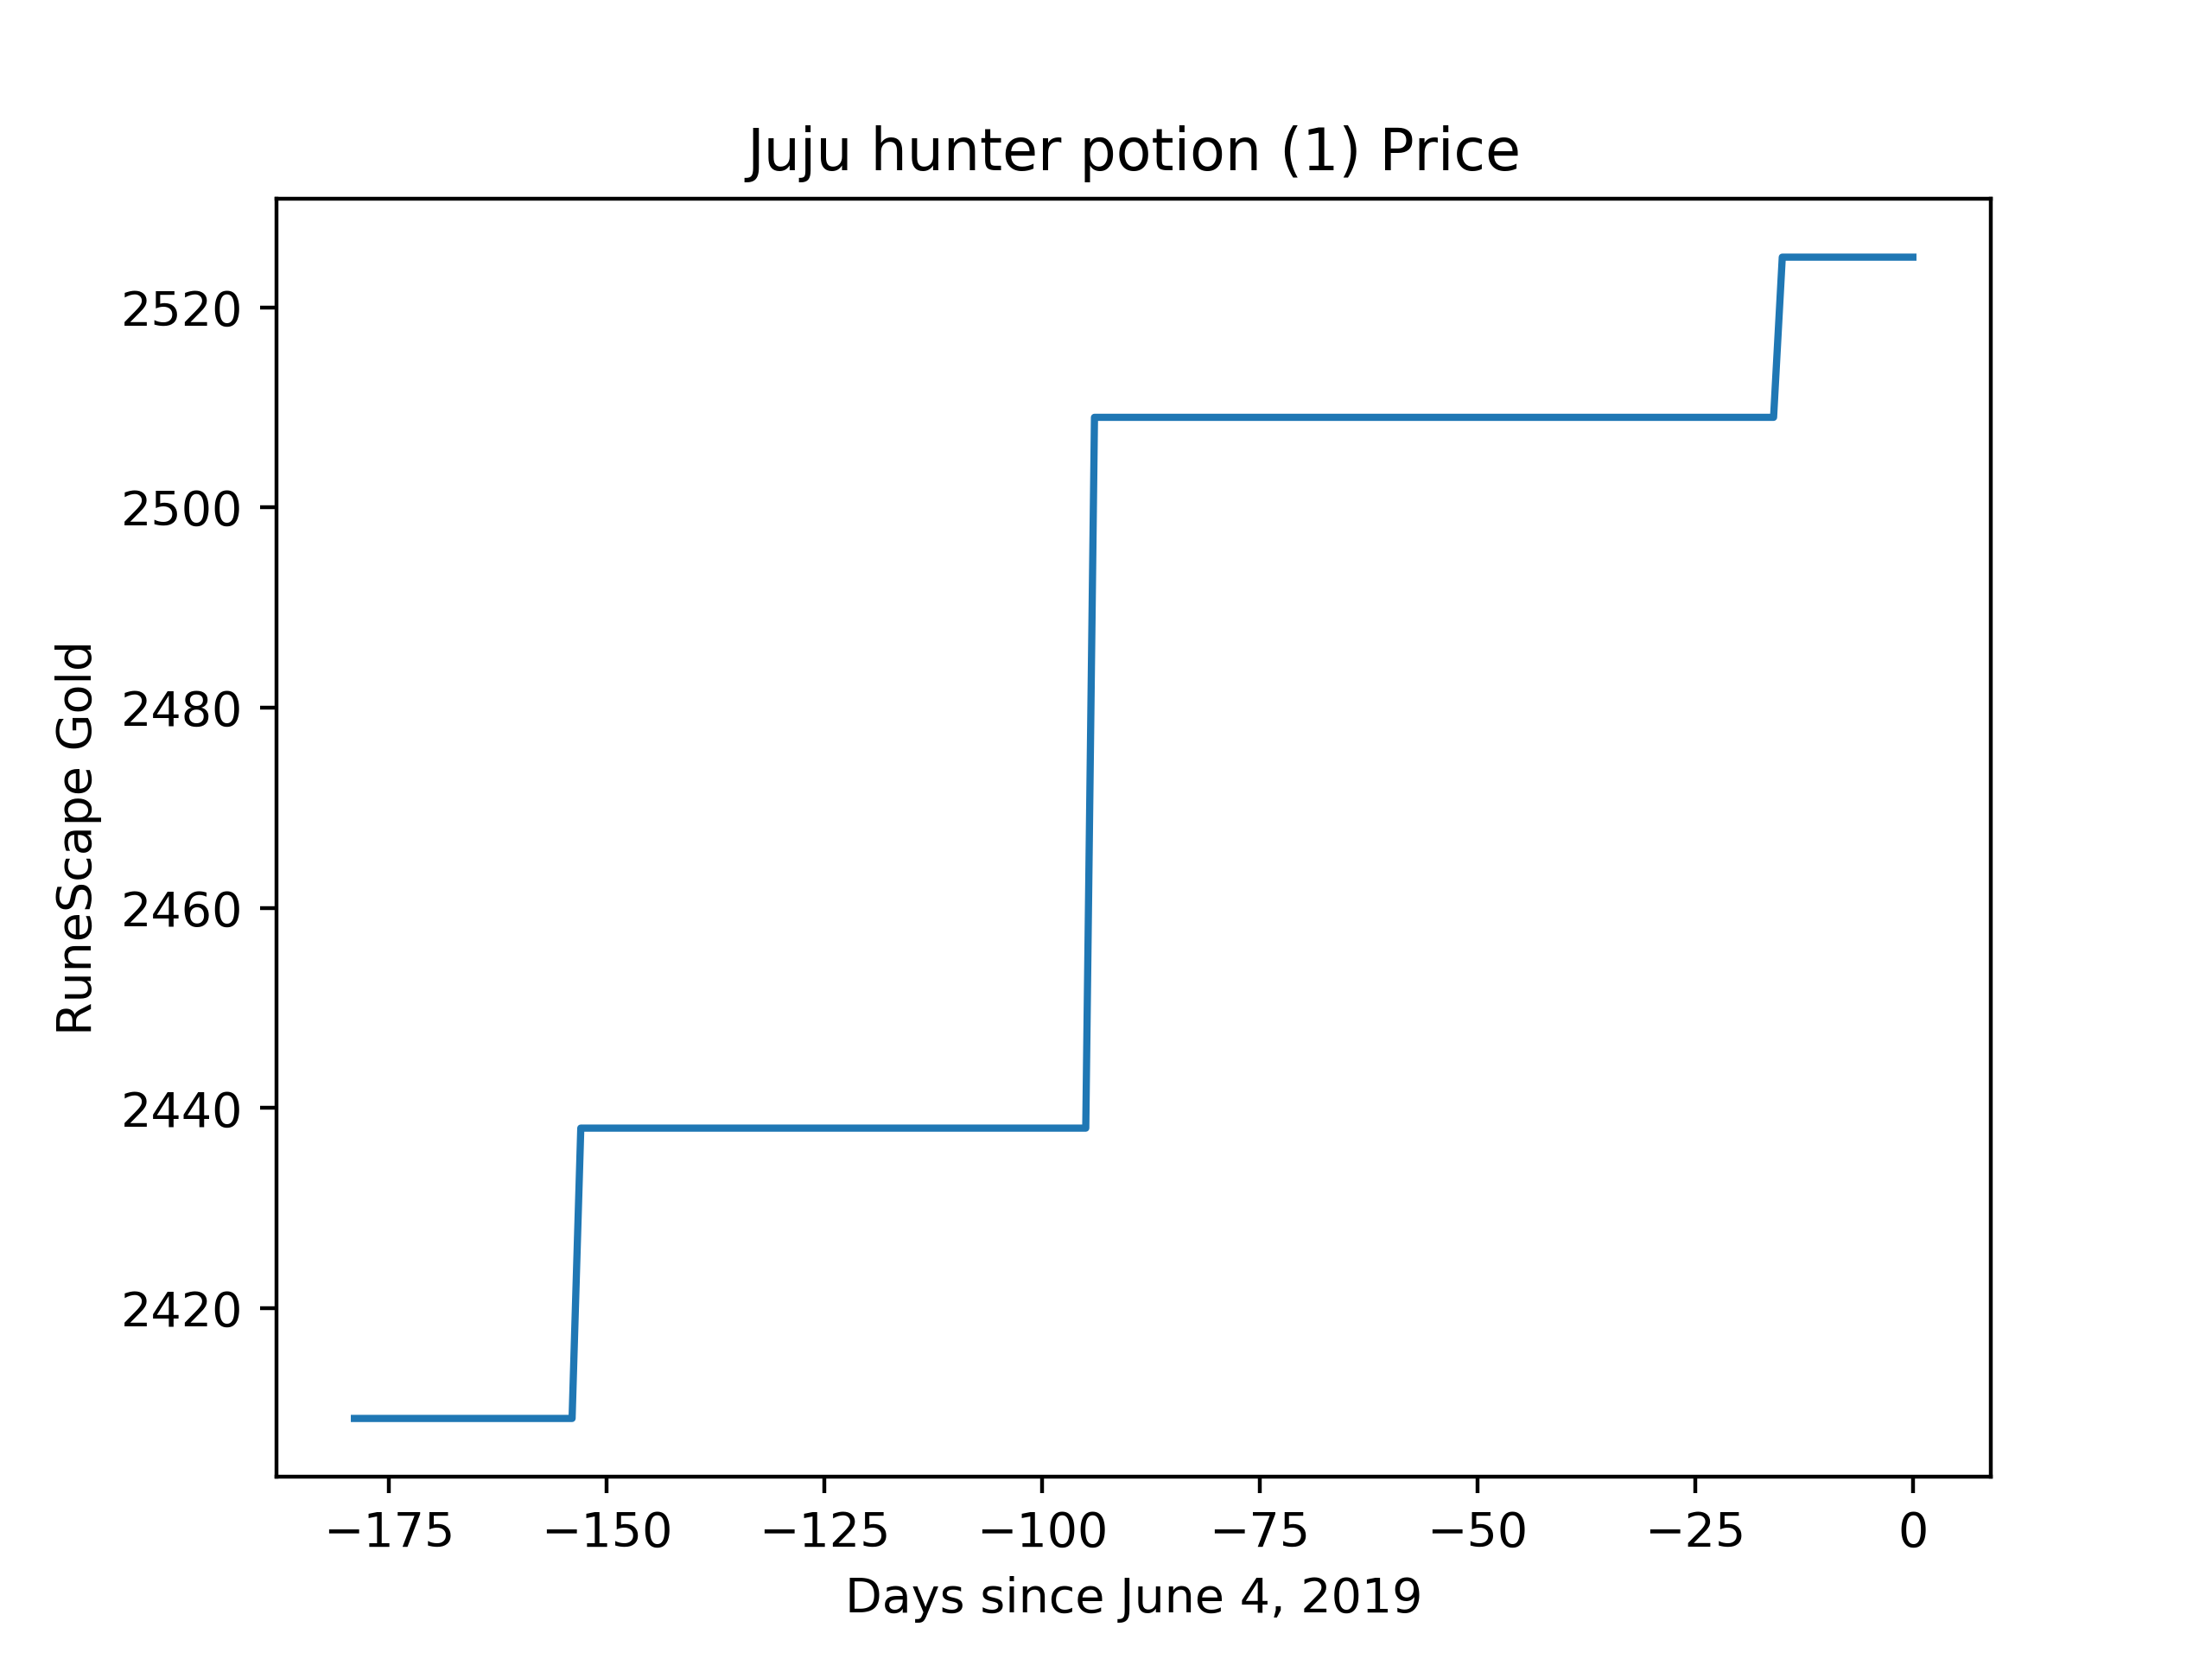 Juju hunter potion (1) Price
2520
2500
2480
2460
2440
2420
RuneScape Gold
−175 −150 −125 −100 −75 −50 −25 0
Days since June 4, 2019